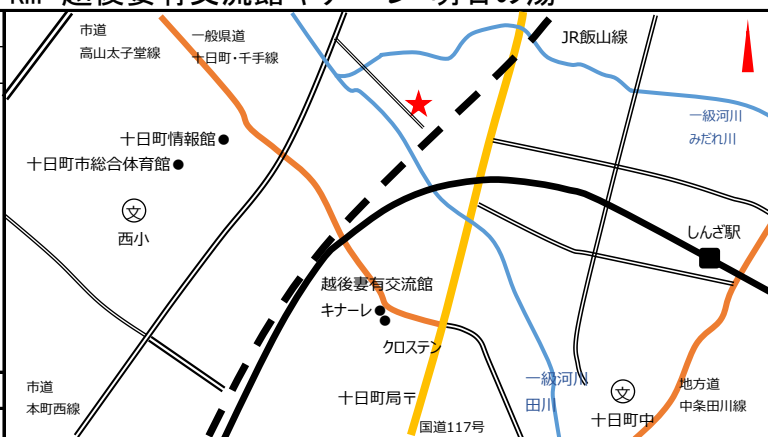 市道
高山太子堂線
一般県道
十日町・千手線
JR飯山線
一級河川
みだれ川
十日町情報館
十日町市総合体育館
文
西小
しんざ駅
越後妻有交流館
キナーレ
クロステン
市道
本町西線
十日町局〒
国道117号
一級河川
田川
文
十日町中
地方道
中条田川線